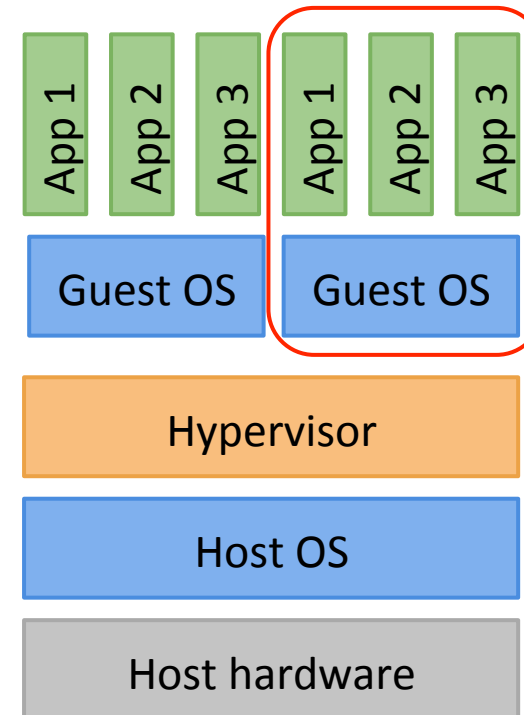 App 1
App 2
App 3
App 1
App 2
App 3
Guest OS
Guest OS
Hypervisor
Host OS
Host hardware